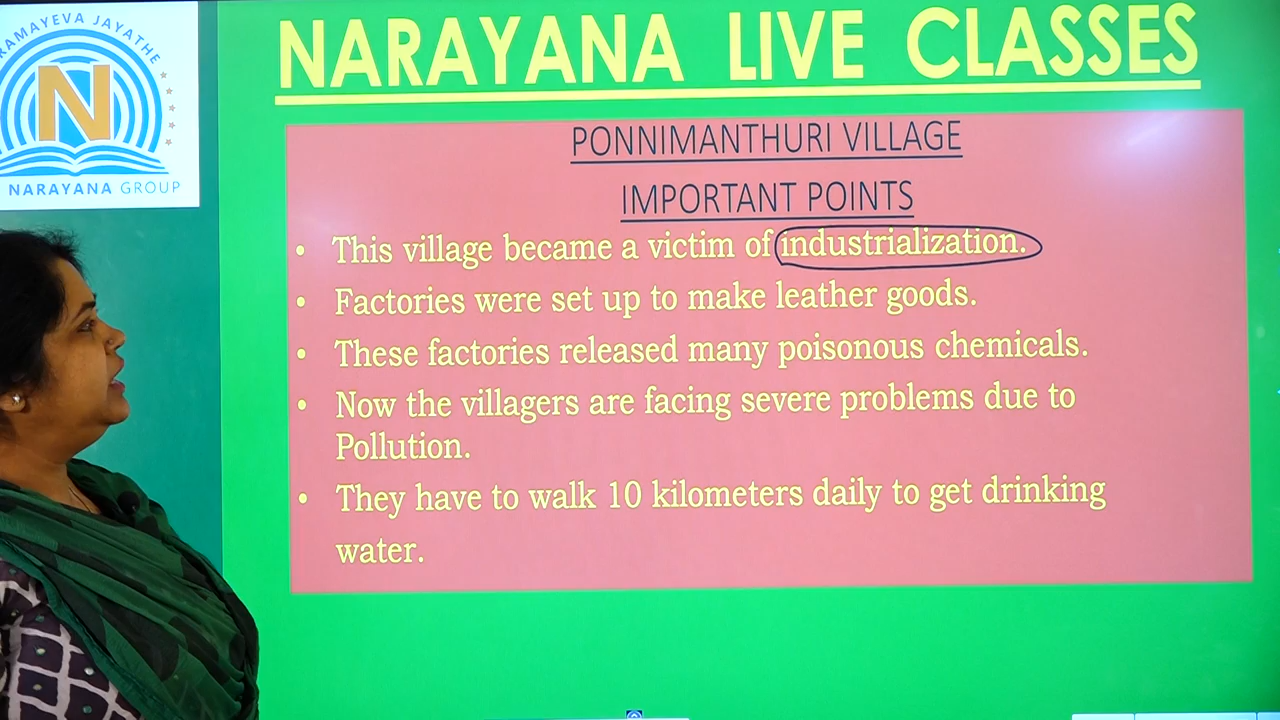 RAMAYEVA JAYATHE
N
NARAYANA GROUP
NARAYANA LIVE CLASSES
PONNIMANTHURI VILLAGE
IMPORTANT POINTS
• This village became a victim of industrialization.
• Factories were set up to make leather goods.
• These factories released many poisonous chemicals.
• Now the villagers are facing severe problems due to
Pollution.
• They have to walk 10 kilometers daily to get drinking
water.